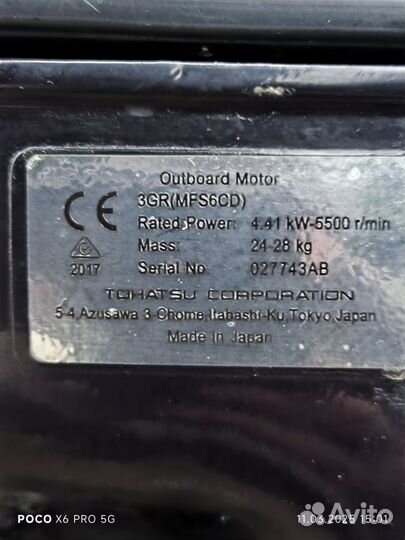 Outboard Motor
CE 3GR(MFS6CD)
Rated Power: 4.41 kW-5500 r/min
Mass: 24-28 kg
2017 Serial No. 027743AB
TOHATSU CORPORATION
5-4,Azusawa 3-Chome,Itabashi-Ku,Tokyo,Japan
Made in Japan
POCO X6 PRO 5G
11.06.2025 15:01
Avito